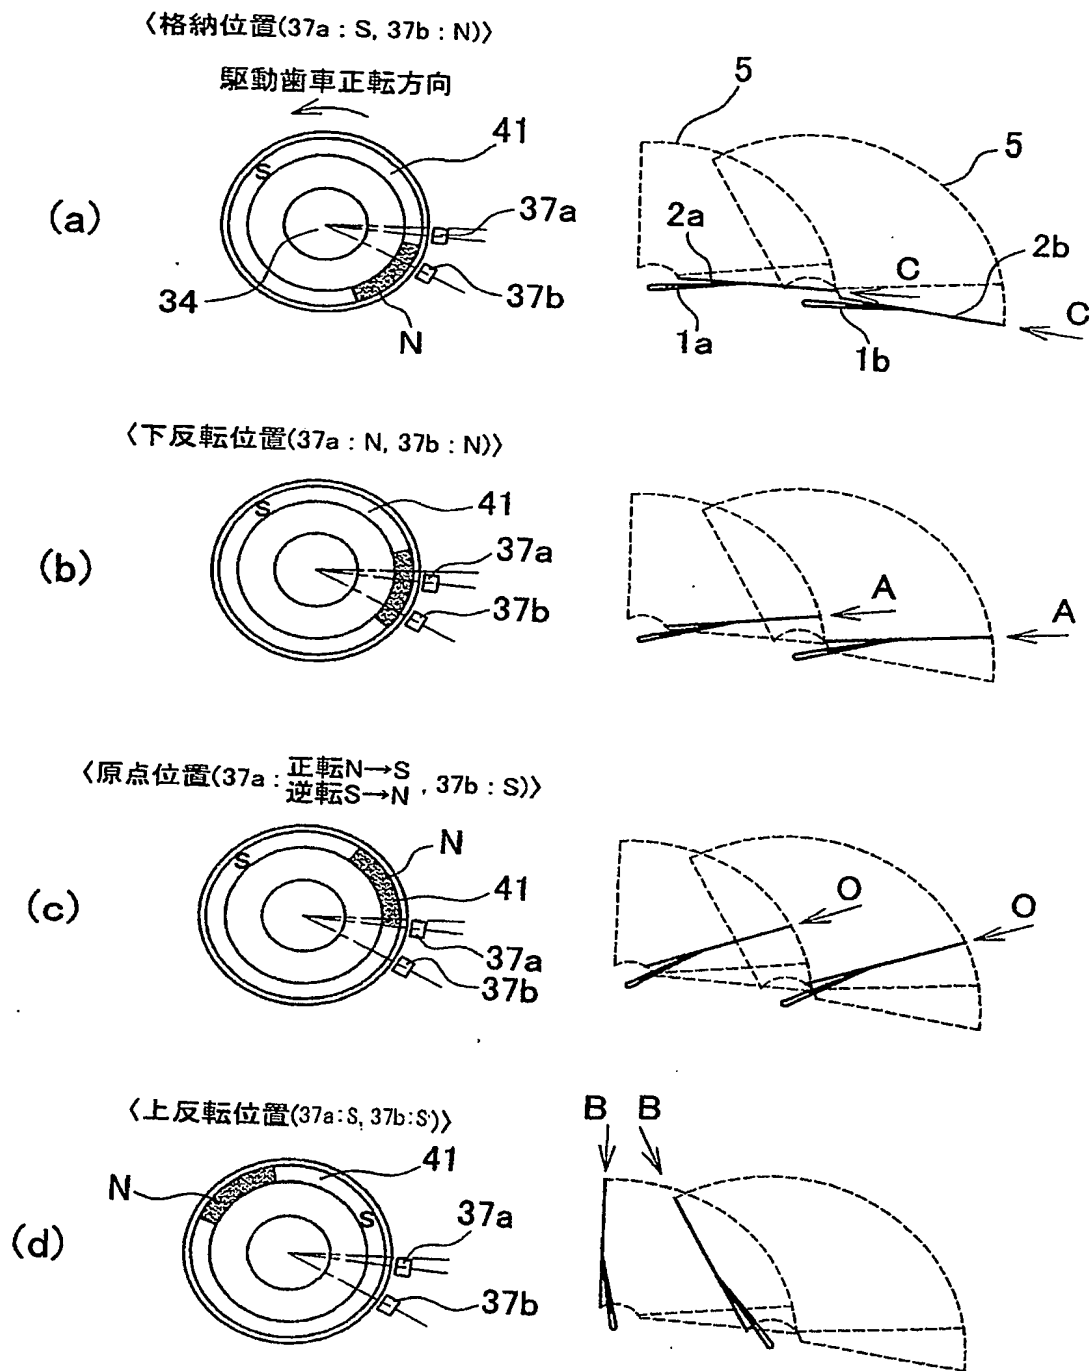 〈格納位置(37a : S, 37b : N)〉
駆動歯車正転方向
(a)
S
41
37a
37b
34
N
5
5
2a
2b
C
C
1a
1b
〈下反転位置(37a : N, 37b : N)〉
(b)
S
41
37a
37b
A
A
〈原点位置(37a : 正転N→S
逆転S→N , 37b : S)〉
(c)
S
N
41
37a
37b
O
O
〈上反転位置(37a:S, 37b:S)〉
(d)
N
41
S
37a
37b
B
B